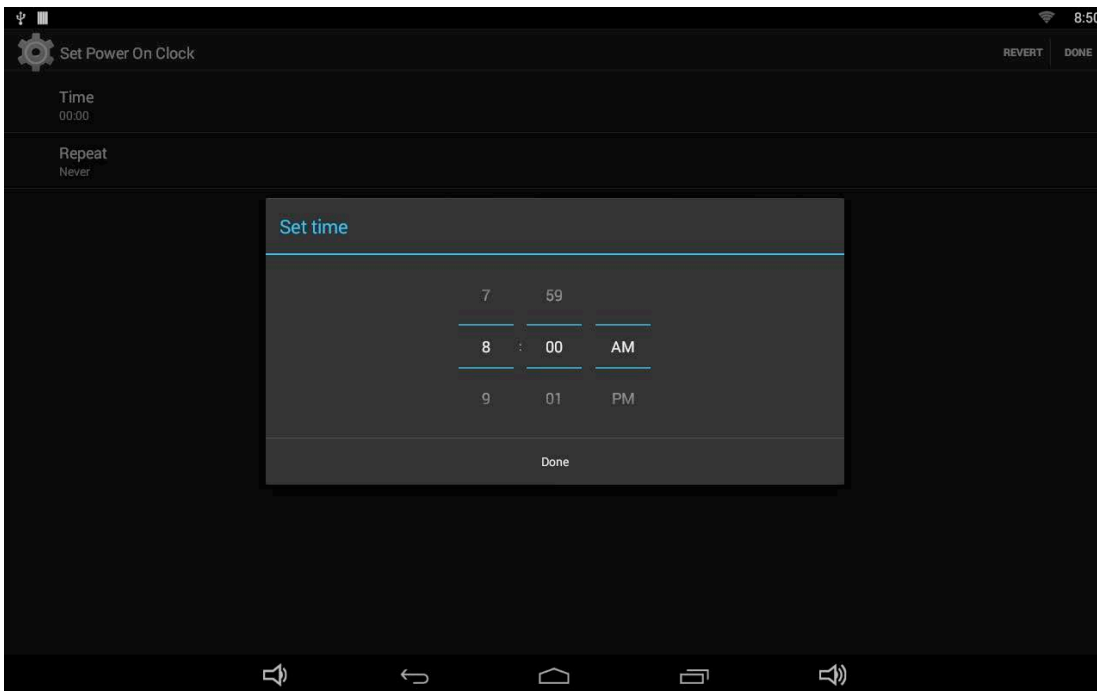 8:50
Set Power On Clock REVERT DONE
Time
00:00
Repeat
Never
Set time
7 59
8 : 00 AM
9 01 PM
Done